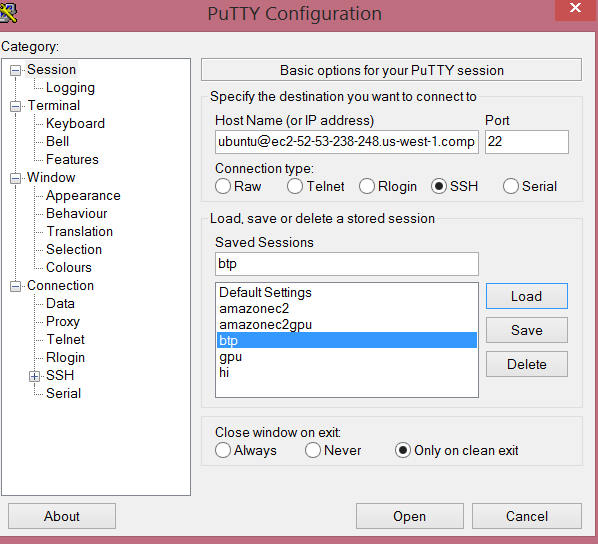 PuTTY Configuration
Category:
Session
Logging
Terminal
Keyboard
Bell
Features
Window
Appearance
Behaviour
Translation
Selection
Colours
Connection
Data
Proxy
Telnet
Rlogin
SSH
Serial
Basic options for your PuTTY session
Specify the destination you want to connect to
Host Name (or IP address) Port
ubuntu@ec2-52-53-238-248.us-west-1.comp 22
Connection type:
Raw Telnet Rlogin SSH Serial
Load, save or delete a stored session
Saved Sessions
btp
Default Settings
amazonec2
amazonec2gpu
btp
gpu
hi
Load
Save
Delete
Close window on exit:
Always Never Only on clean exit
About Open Cancel